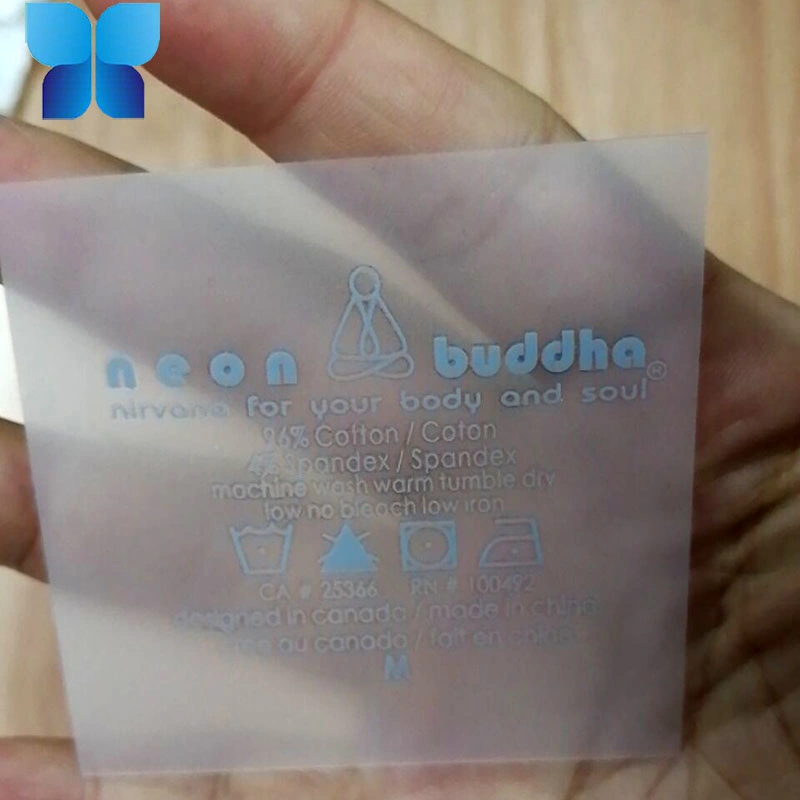 neon buddha®
nirvana for your body and soul
96% Cotton / Coton
4% Spandex / Spandex
machine wash warm tumble dry
low no bleach low iron
CA # 25366 RN # 100492
designed in canada / made in china
au canada / fait en chine
M